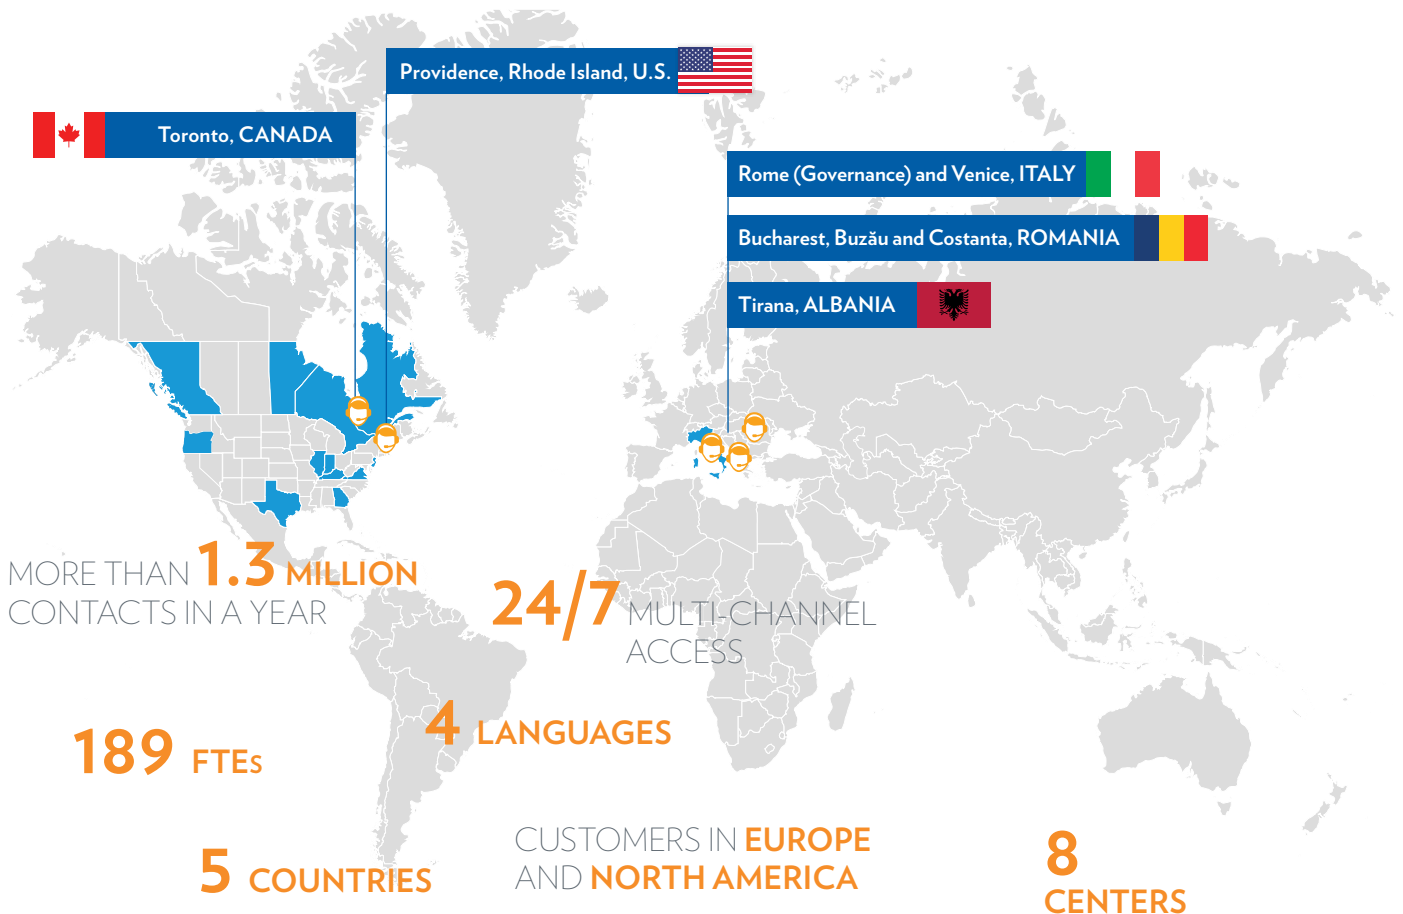 Providence, Rhode Island, U.S.
Toronto, CANADA
Rome (Governance) and Venice, ITALY
Bucharest, Buzău and Costanta, ROMANIA
Tirana, ALBANIA
MORE THAN 1.3 MILLION
CONTACTS IN A YEAR
24/7 MULTI-CHANNEL
ACCESS
4 LANGUAGES
189 FTEs
CUSTOMERS IN EUROPE
AND NORTH AMERICA
5 COUNTRIES
8
CENTERS